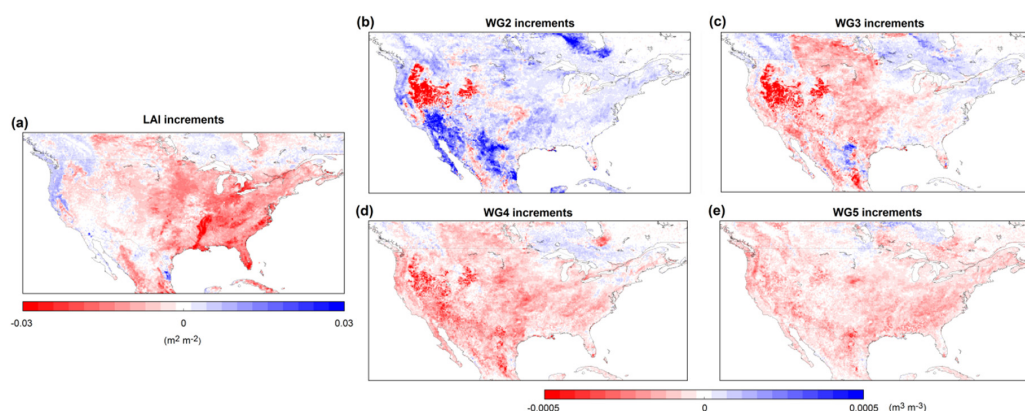 (a)
LAI increments
-0.03
0
0.03
(m² m⁻²)
(b)
WG2 increments
(c)
WG3 increments
(d)
WG4 increments
(e)
WG5 increments
-0.0005
0
0.0005
(m³ m⁻³)